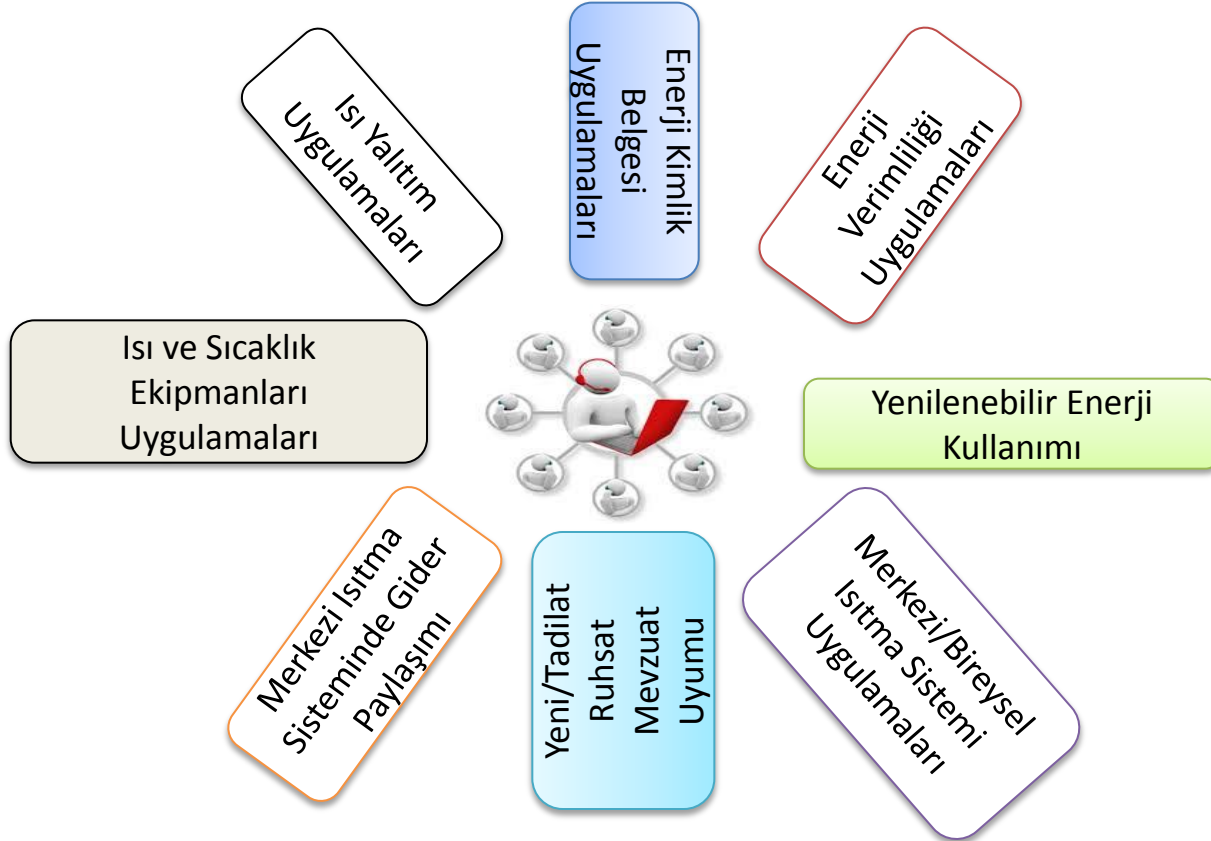 Isı Yalıtım
Uygulamaları
Enerji Kimlik
Belgesi
Uygulamaları
Enerji
Verimliliği
Uygulamaları
Isı ve Sıcaklık
Ekipmanları
Uygulamaları
Yenilenebilir Enerji
Kullanımı
Merkezi Isıtma
Sisteminde Gider
Paylaşımı
Yeni/Tadilat
Ruhsat
Mevzuat
Uyumu
Merkezi/Bireysel
Isıtma Sistemi
Uygulamaları